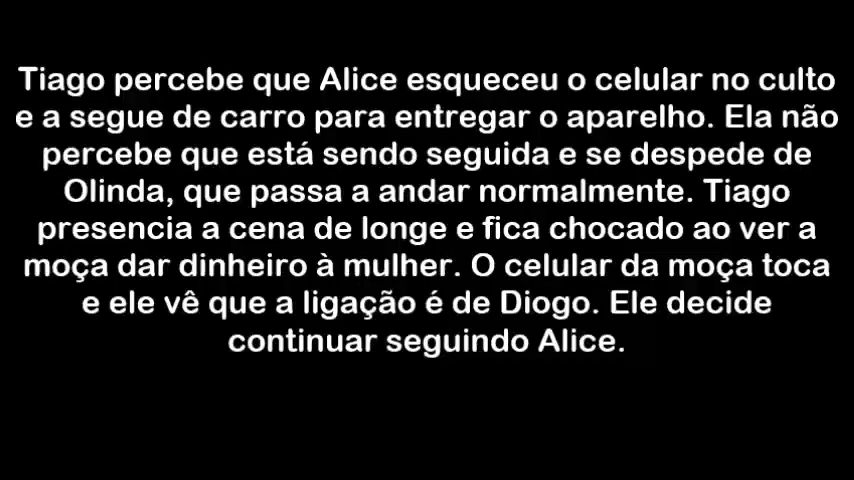 Tiago percebe que Alice esqueceu o celular no culto
e a segue de carro para entregar o aparelho. Ela não
percebe que está sendo seguida e se despede de
Olinda, que passa a andar normalmente. Tiago
presencia a cena de longe e fica chocado ao ver a
moça dar dinheiro à mulher. O celular da moça toca
e ele vê que a ligação é de Diogo. Ele decide
continuar seguindo Alice.